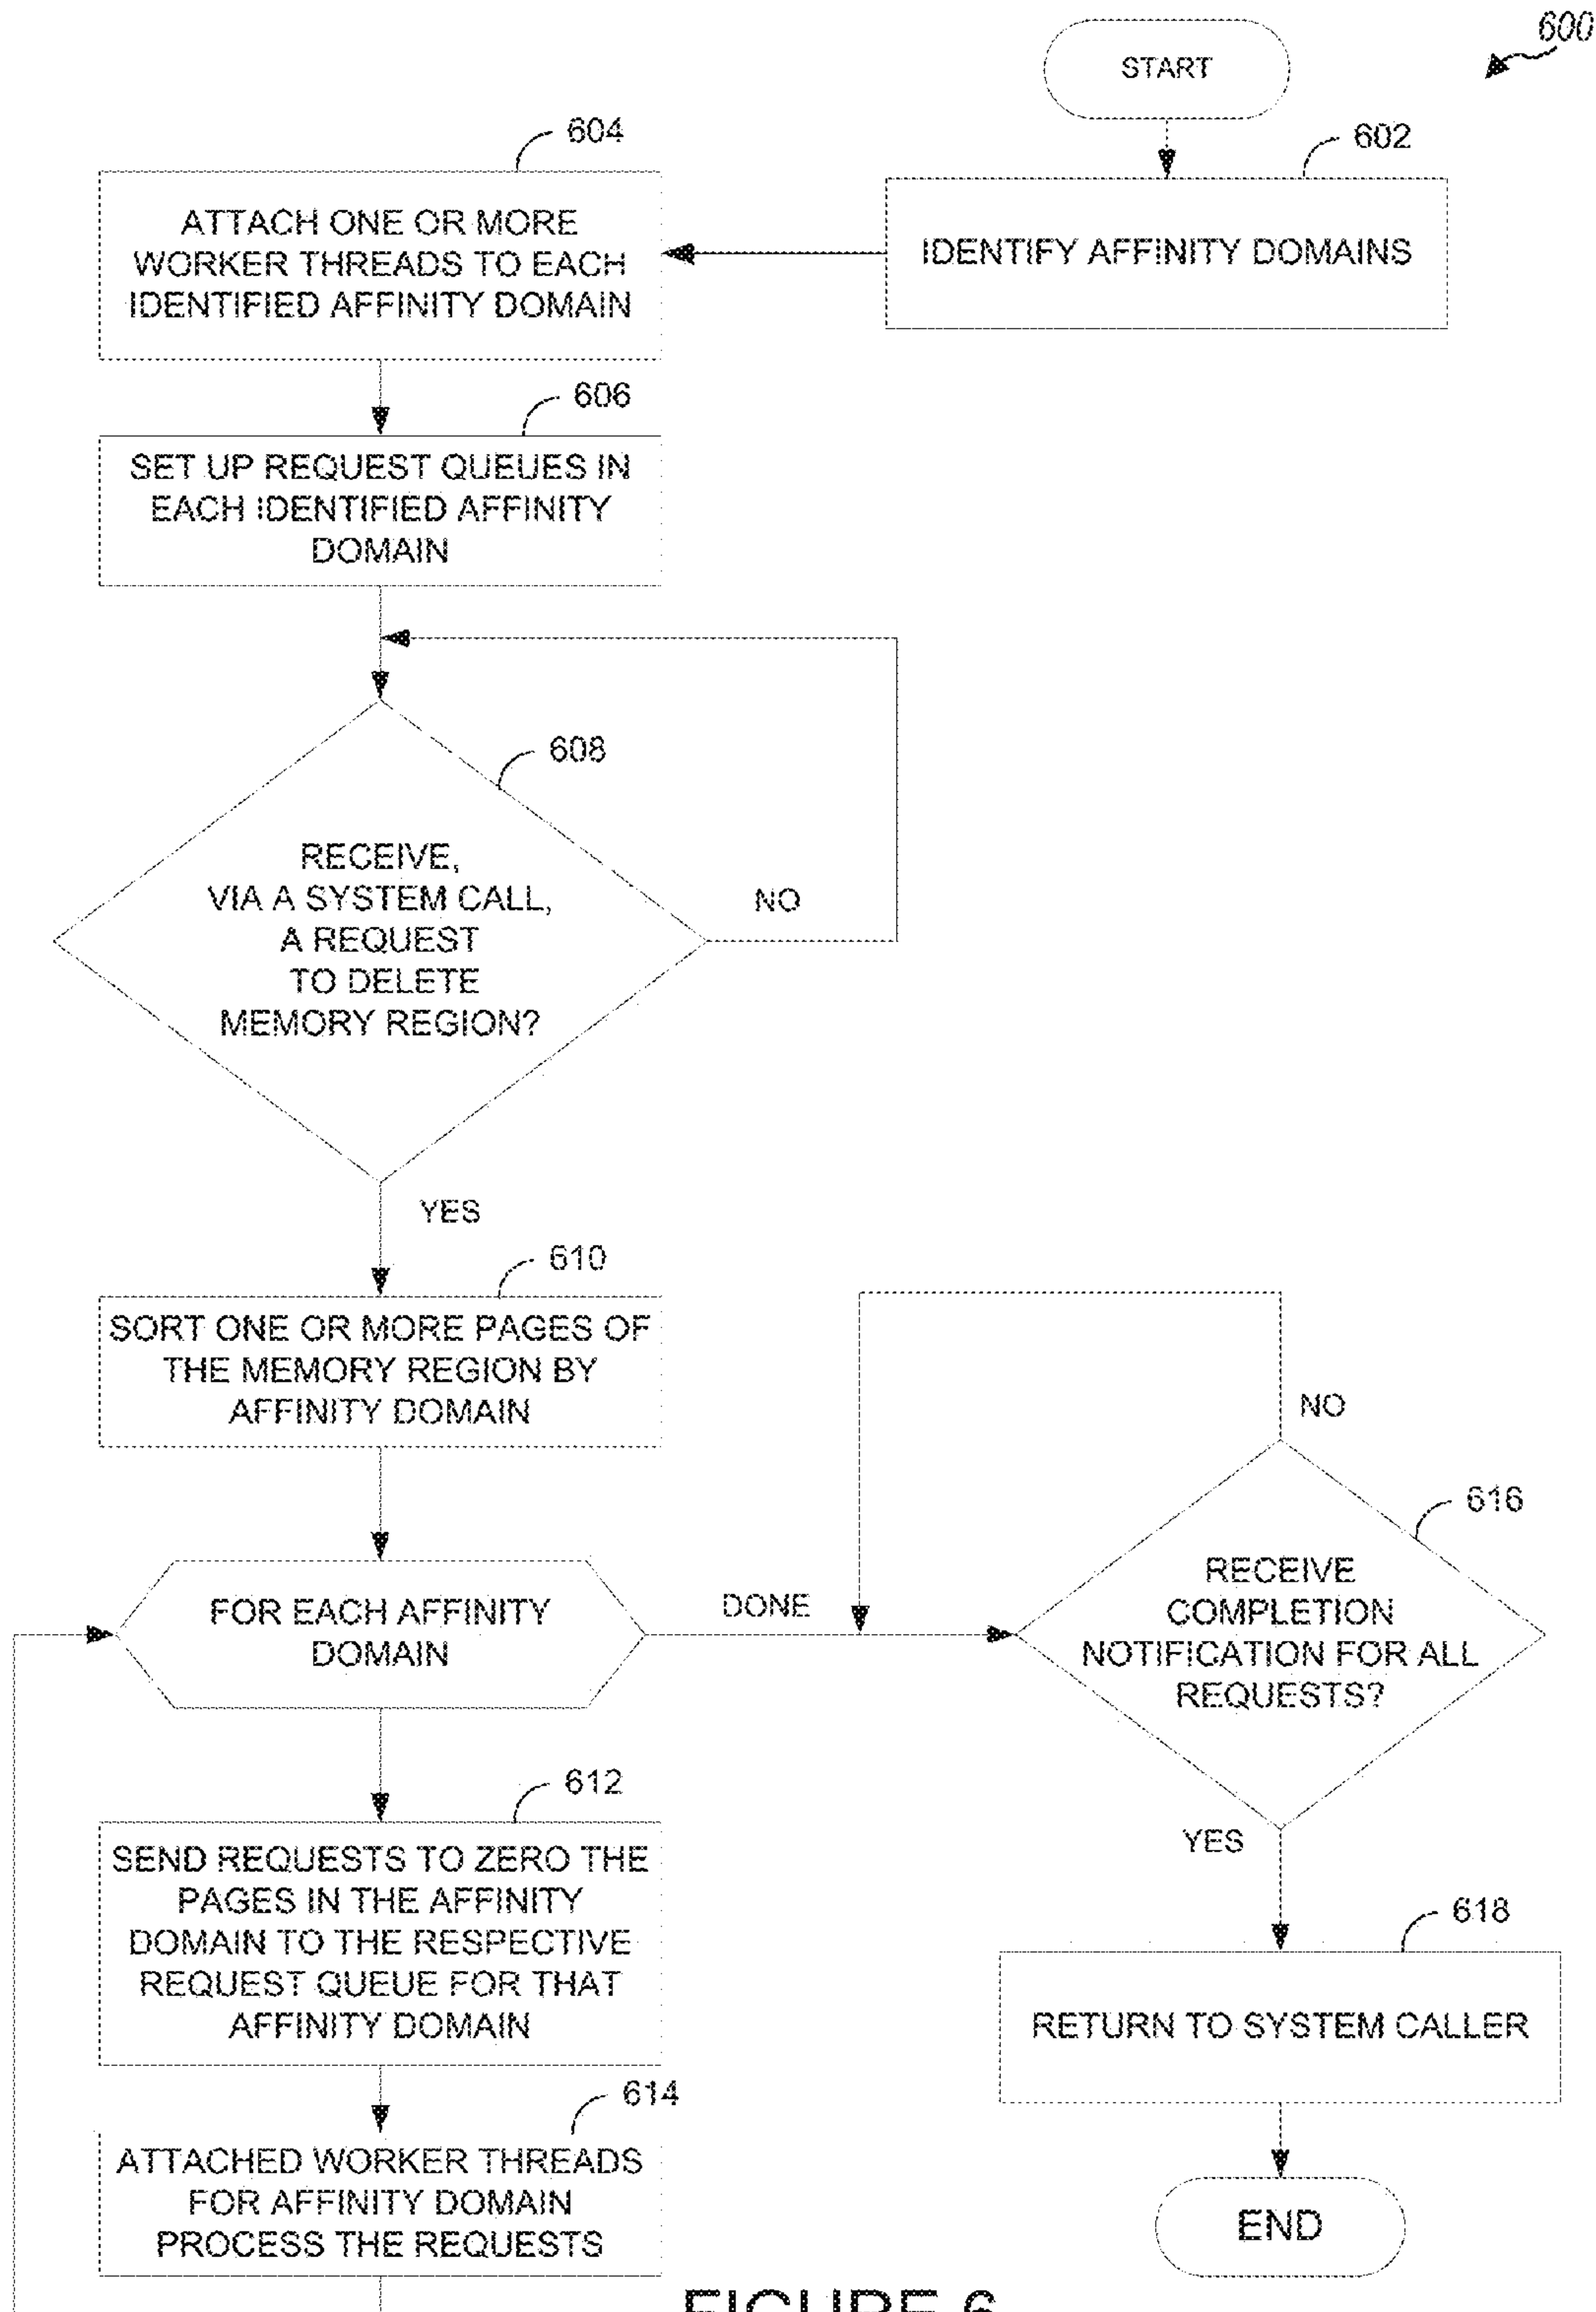 600
START
602
IDENTIFY AFFINITY DOMAINS
604
ATTACH ONE OR MORE
WORKER THREADS TO EACH
IDENTIFIED AFFINITY DOMAIN
606
SET UP REQUEST QUEUES IN
EACH IDENTIFIED AFFINITY
DOMAIN
608
RECEIVE,
VIA A SYSTEM CALL,
A REQUEST
TO DELETE
MEMORY REGION?
NO
YES
610
SORT ONE OR MORE PAGES OF
THE MEMORY REGION BY
AFFINITY DOMAIN
FOR EACH AFFINITY
DOMAIN
DONE
612
SEND REQUESTS TO ZERO THE
PAGES IN THE AFFINITY
DOMAIN TO THE RESPECTIVE
REQUEST QUEUE FOR THAT
AFFINITY DOMAIN
614
ATTACHED WORKER THREADS
FOR AFFINITY DOMAIN
PROCESS THE REQUESTS
NO
616
RECEIVE
COMPLETION
NOTIFICATION FOR ALL
REQUESTS?
YES
618
RETURN TO SYSTEM CALLER
END
FIGURE 6